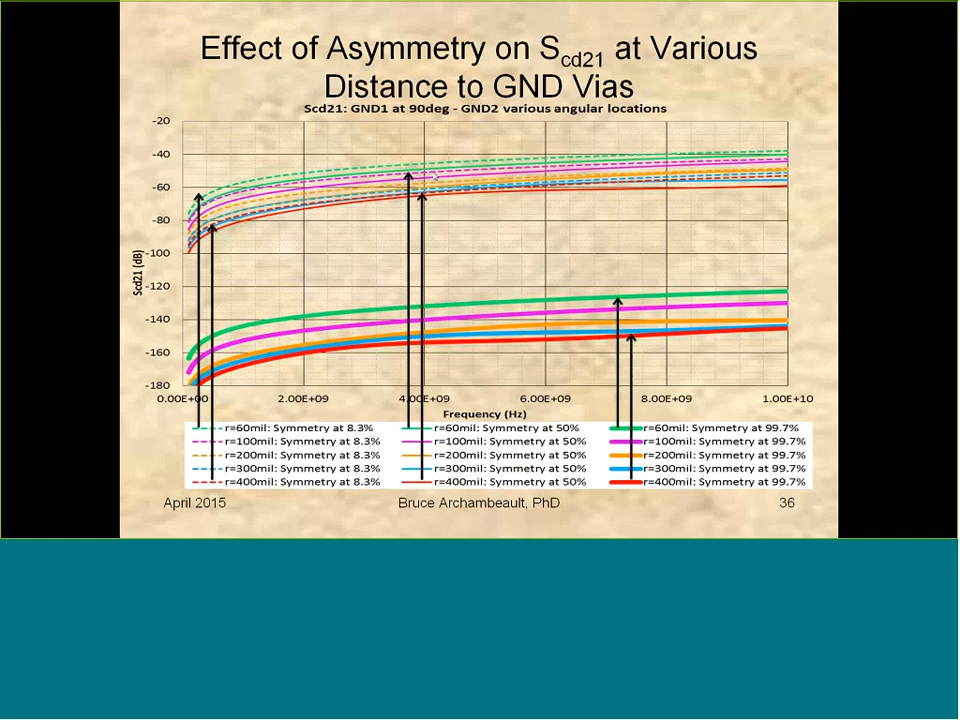 Effect of Asymmetry on Scd21 at Various
Distance to GND Vias
Scd21: GND1 at 90deg - GND2 various angular locations
-20
-40
-60
-80
-100
-120
-140
-160
-180
Scd21 (dB)
0.00E+00 2.00E+09 4.00E+09 6.00E+09 8.00E+09 1.00E+10
Frequency (Hz)
r=60mil: Symmetry at 8.3% r=60mil: Symmetry at 50% r=60mil: Symmetry at 99.7%
r=100mil: Symmetry at 8.3% r=100mil: Symmetry at 50% r=100mil: Symmetry at 99.7%
r=200mil: Symmetry at 8.3% r=200mil: Symmetry at 50% r=200mil: Symmetry at 99.7%
r=300mil: Symmetry at 8.3% r=300mil: Symmetry at 50% r=300mil: Symmetry at 99.7%
r=400mil: Symmetry at 8.3% r=400mil: Symmetry at 50% r=400mil: Symmetry at 99.7%
April 2015 Bruce Archambeault, PhD 36